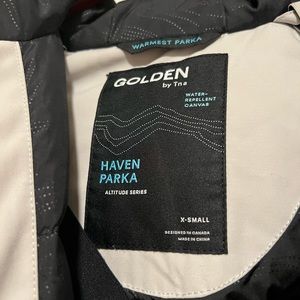 WARMEST PARKA
GOLDEN
by Tna
WATER-
REPELLENT
CANVAS
HAVEN
PARKA
ALTITUDE SERIES
X-SMALL
DESIGNED IN CANADA
MADE IN CHINA